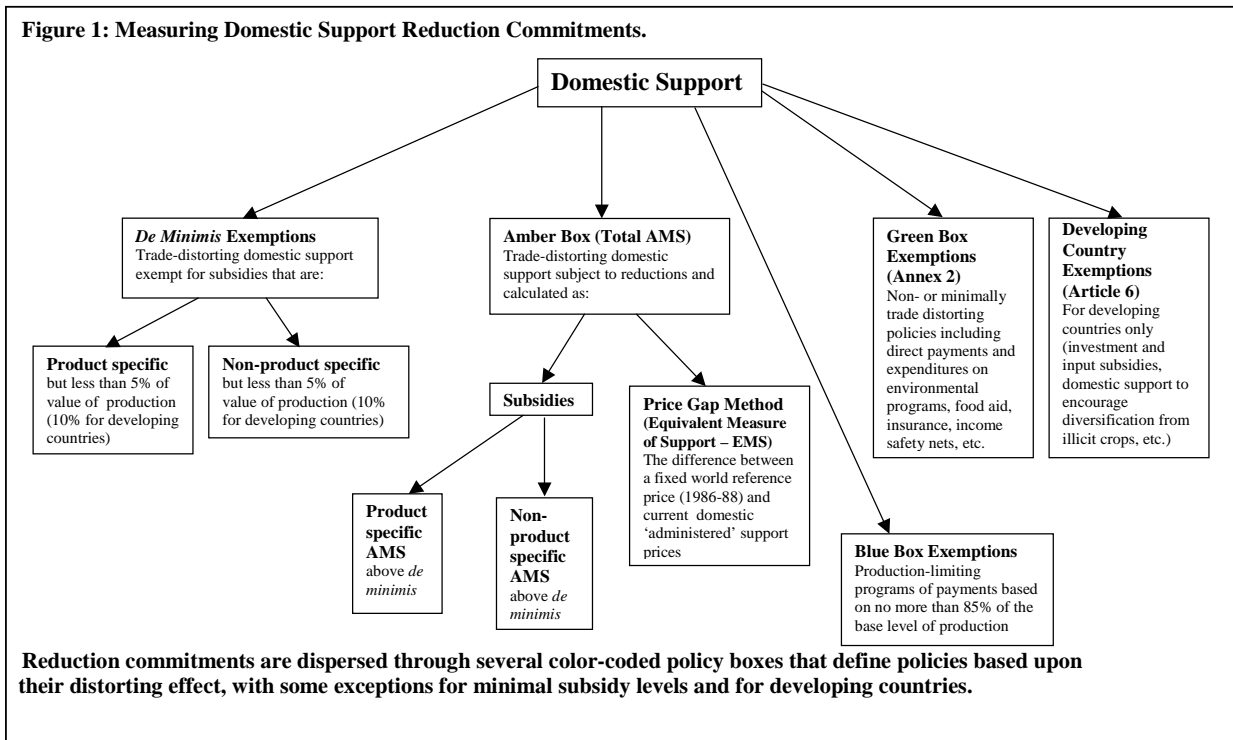 Figure 1: Measuring Domestic Support Reduction Commitments.
Domestic Support
De Minimis Exemptions
Trade-distorting domestic support
exempt for subsidies that are:
Product specific
but less than 5% of
value of production
(10% for developing
countries)
Non-product specific
but less than 5% of
value of production (10%
for developing countries)
Amber Box (Total AMS)
Trade-distorting domestic
support subject to reductions and
calculated as:
Subsidies
Product
specific
AMS
above de
minimis
Non-
product
specific
AMS
above de
minimis
Price Gap Method
(Equivalent Measure
of Support – EMS)
The difference between
a fixed world reference
price (1986-88) and
current domestic
‘administered’ support
prices
Green Box
Exemptions
(Annex 2)
Non- or minimally
trade distorting
policies including
direct payments and
expenditures on
environmental
programs, food aid,
insurance, income
safety nets, etc.
Developing
Country
Exemptions
(Article 6)
For developing
countries only
(investment and
input subsidies,
domestic support to
encourage
diversification from
illicit crops, etc.)
Blue Box Exemptions
Production-limiting
programs of payments based
on no more than 85% of the
base level of production
Reduction commitments are dispersed through several color-coded policy boxes that define policies based upon
their distorting effect, with some exceptions for minimal subsidy levels and for developing countries.